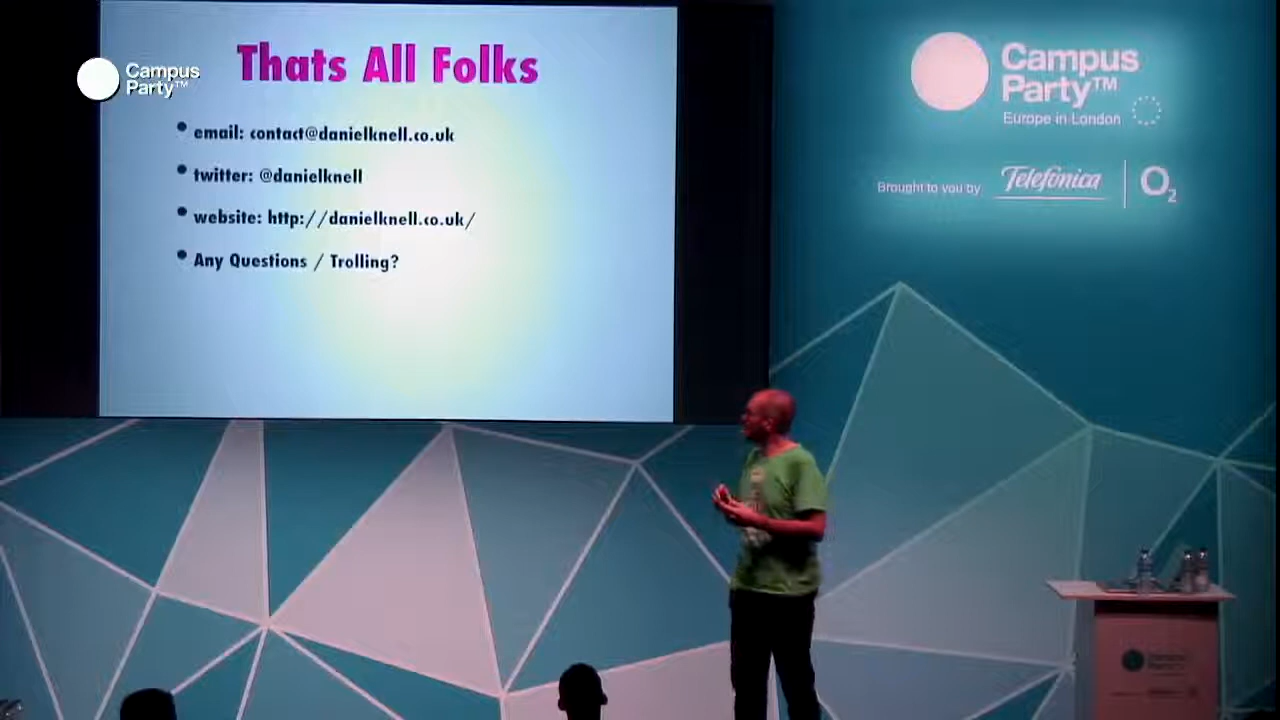 Thats All Folks
email: contact@danielknell.co.uk
twitter: @danielknell
website: http://danielknell.co.uk/
Any Questions / Trolling?
Campus
Party™
Campus
Party™
Europe in London
Brought to you by
Telefónica
O2